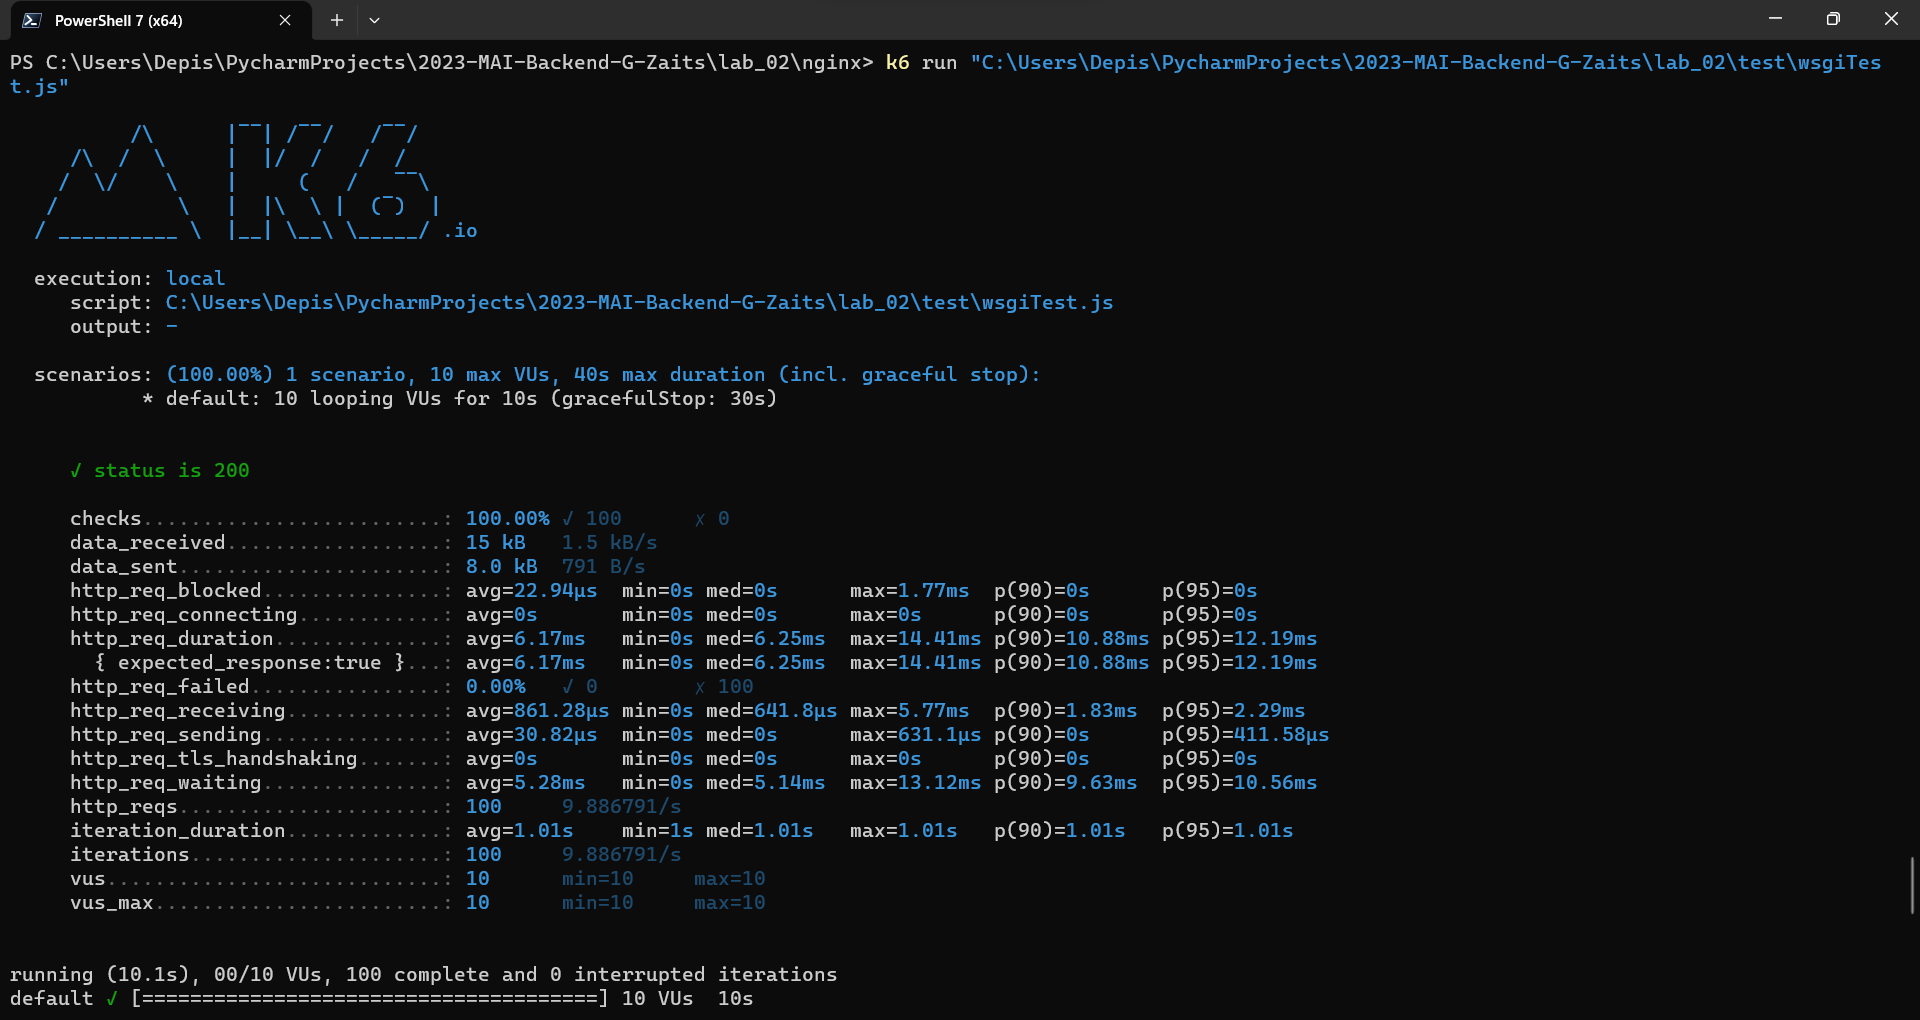 PowerShell 7 (x64)
PS C:\Users\Depis\PycharmProjects\2023-MAI-Backend-G-Zaits\lab_02\nginx> k6 run "C:\Users\Depis\PycharmProjects\2023-MAI-Backend-G-Zaits\lab_02\test\wsgiTes
t.js"
          /\      |‾‾| /‾‾/   /‾‾/
     /\  /  \     |  |/  /   /  /
    /  \/    \    |     (   /   ‾‾\
   /          \   |  |\  \ |  (‾)  |
  / __________ \  |__| \__\ \_____/ .io
execution: local
script: C:\Users\Depis\PycharmProjects\2023-MAI-Backend-G-Zaits\lab_02\test\wsgiTest.js
output: -
scenarios: (100.00%) 1 scenario, 10 max VUs, 40s max duration (incl. graceful stop):
* default: 10 looping VUs for 10s (gracefulStop: 30s)
✓ status is 200
checks.........................: 100.00% ✓ 100      ✗ 0
data_received..................: 15 kB   1.5 kB/s
data_sent......................: 8.0 kB  791 B/s
http_req_blocked...............: avg=22.94µs  min=0s med=0s      max=1.77ms  p(90)=0s      p(95)=0s
http_req_connecting............: avg=0s       min=0s med=0s      max=0s      p(90)=0s      p(95)=0s
http_req_duration..............: avg=6.17ms   min=0s med=6.25ms  max=14.41ms p(90)=10.88ms p(95)=12.19ms
{ expected_response:true }...: avg=6.17ms   min=0s med=6.25ms  max=14.41ms p(90)=10.88ms p(95)=12.19ms
http_req_failed................: 0.00%   ✓ 0        ✗ 100
http_req_receiving.............: avg=861.28µs min=0s med=641.8µs max=5.77ms  p(90)=1.83ms  p(95)=2.29ms
http_req_sending...............: avg=30.82µs  min=0s med=0s      max=631.1µs p(90)=0s      p(95)=411.58µs
http_req_tls_handshaking.......: avg=0s       min=0s med=0s      max=0s      p(90)=0s      p(95)=0s
http_req_waiting...............: avg=5.28ms   min=0s med=5.14ms  max=13.12ms p(90)=9.63ms  p(95)=10.56ms
http_reqs......................: 100     9.886791/s
iteration_duration.............: avg=1.01s    min=1s med=1.01s   max=1.01s   p(90)=1.01s   p(95)=1.01s
iterations.....................: 100     9.886791/s
vus............................: 10      min=10     max=10
vus_max........................: 10      min=10     max=10
running (10.1s), 00/10 VUs, 100 complete and 0 interrupted iterations
default ✓ [======================================] 10 VUs  10s